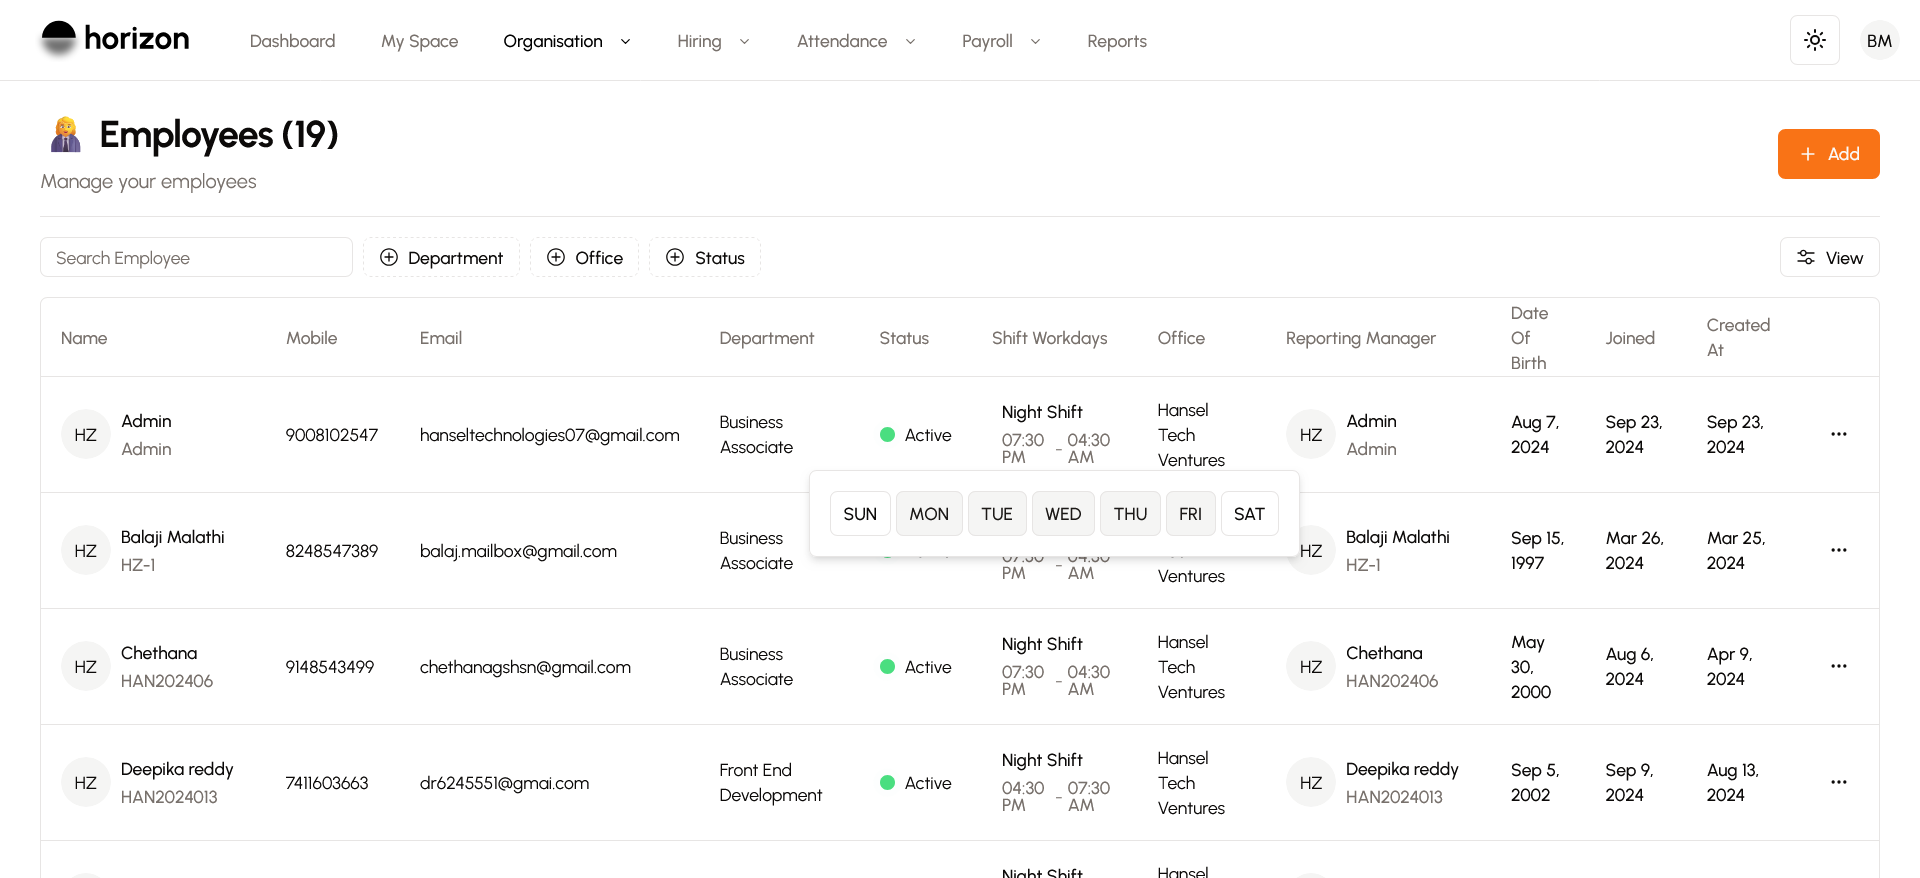 horizon
Dashboard
My Space
Organisation
Hiring
Attendance
Payroll
Reports
BM
Employees (19)
Manage your employees
Add
Search Employee
Department
Office
Status
View
Name
Mobile
Email
Department
Status
Shift Workdays
Office
Reporting Manager
Date
Of
Birth
Joined
Created
At
HZ
Admin
Admin
9008102547
hanseltechnologies07@gmail.com
Business
Associate
Active
Night Shift
07:30
PM
-
04:30
AM
Hansel
Tech
Ventures
HZ
Admin
Admin
Aug 7,
2024
Sep 23,
2024
Sep 23,
2024
SUN
MON
TUE
WED
THU
FRI
SAT
HZ
Balaji Malathi
HZ-1
8248547389
balaj.mailbox@gmail.com
Business
Associate
07:30
PM
-
04:30
AM
Ventures
HZ
Balaji Malathi
HZ-1
Sep 15,
1997
Mar 26,
2024
Mar 25,
2024
HZ
Chethana
HAN202406
9148543499
chethanagshsn@gmail.com
Business
Associate
Active
Night Shift
07:30
PM
-
04:30
AM
Hansel
Tech
Ventures
HZ
Chethana
HAN202406
May
30,
2000
Aug 6,
2024
Apr 9,
2024
HZ
Deepika reddy
HAN2024013
7411603663
dr6245551@gmai.com
Front End
Development
Active
Night Shift
04:30
PM
-
07:30
AM
Hansel
Tech
Ventures
HZ
Deepika reddy
HAN2024013
Sep 5,
2002
Sep 9,
2024
Aug 13,
2024
Night Shift
Hansel